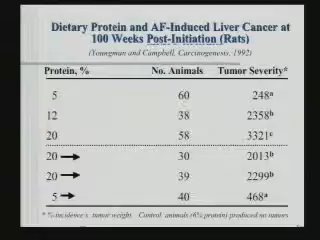 Dietary Protein and AF-Induced Liver Cancer at
100 Weeks Post-Initiation (Rats)
(Youngman and Campbell, Carcinogenesis, 1992)
Protein, % No. Animals Tumor Severity*
5 60 248a
12 38 2358b
20 58 3321c
20 → 30 2013b
20 → 39 2299b
5 → 40 468a
* %-incidence x tumor weight. Control animals (6% protein) produced no tumors